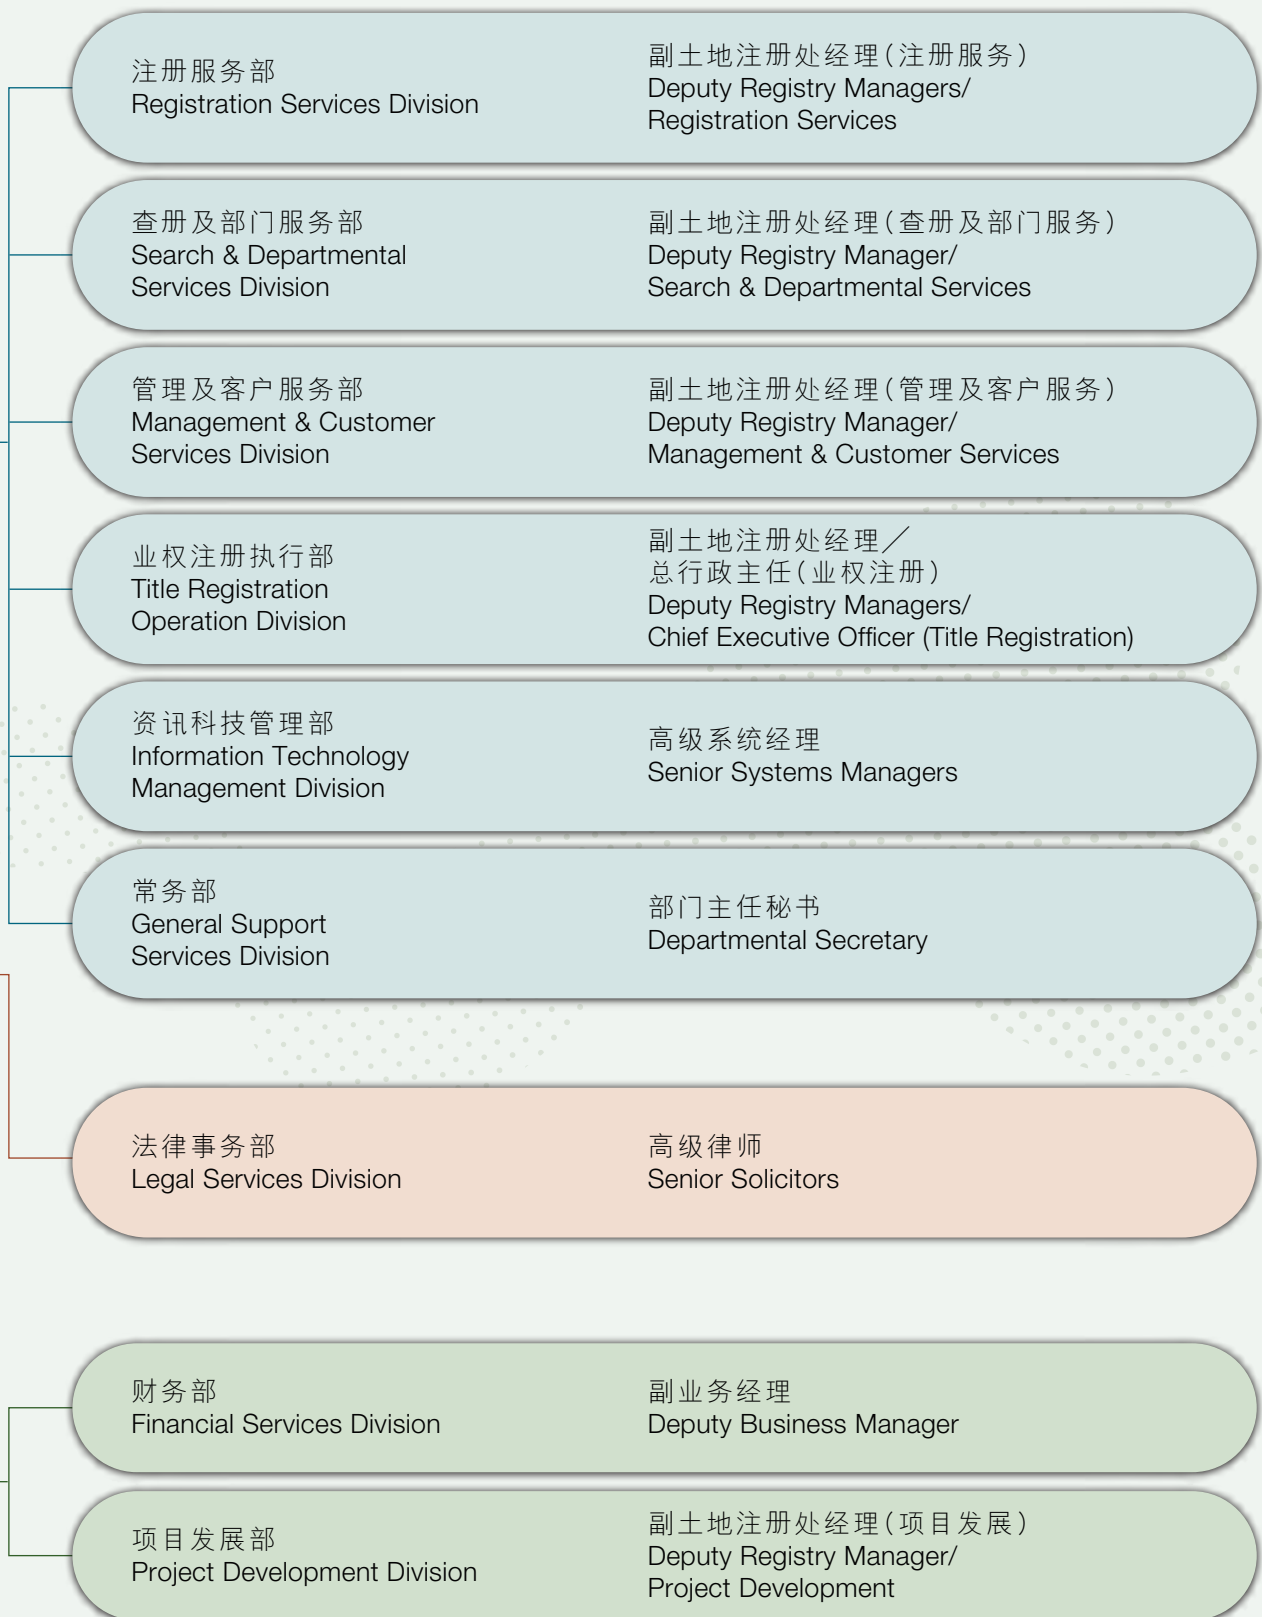 注册服务部
Registration Services Division
副土地注册处经理(注册服务)
Deputy Registry Managers/
Registration Services
查册及部门服务部
Search & Departmental
Services Division
副土地注册处经理(查册及部门服务)
Deputy Registry Manager/
Search & Departmental Services
管理及客户服务部
Management & Customer
Services Division
副土地注册处经理(管理及客户服务)
Deputy Registry Manager/
Management & Customer Services
业权注册执行部
Title Registration
Operation Division
副土地注册处经理／
总行政主任(业权注册)
Deputy Registry Managers/
Chief Executive Officer (Title Registration)
资讯科技管理部
Information Technology
Management Division
高级系统经理
Senior Systems Managers
常务部
General Support
Services Division
部门主任秘书
Departmental Secretary
法律事务部
Legal Services Division
高级律师
Senior Solicitors
财务部
Financial Services Division
副业务经理
Deputy Business Manager
项目发展部
Project Development Division
副土地注册处经理(项目发展)
Deputy Registry Manager/
Project Development